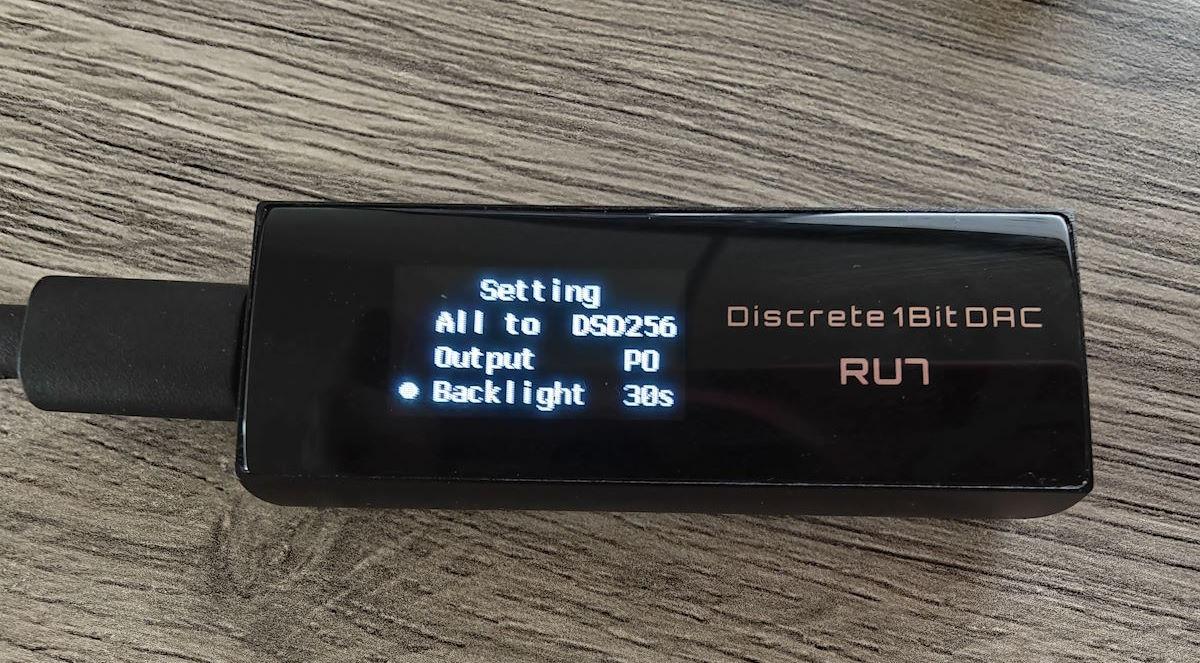 Setting
All to DSD256
Output PO
Backlight 30s
Discrete 1Bit DAC
RU7